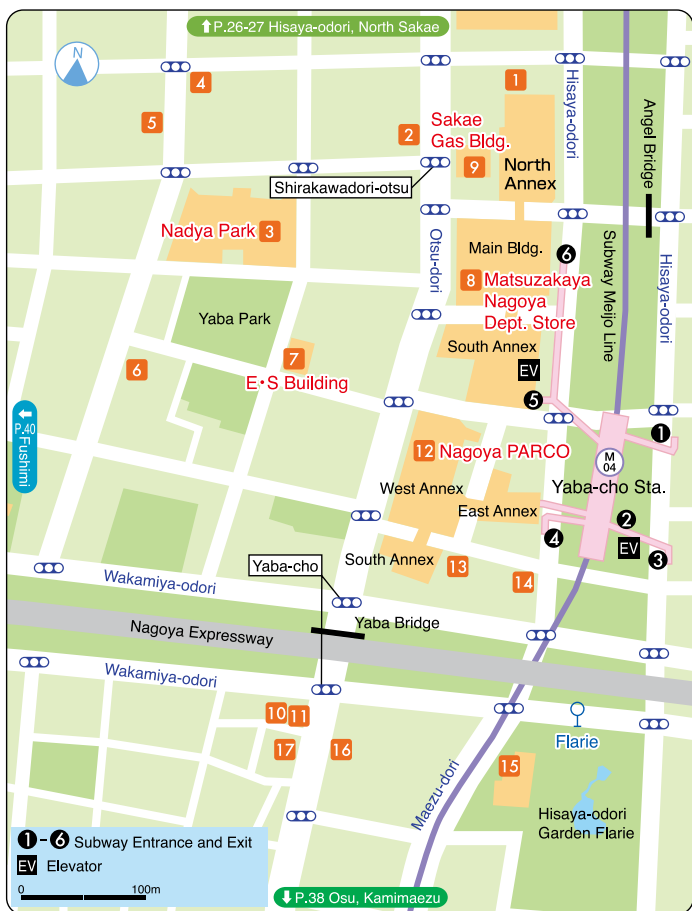 ↑P.26-27 Hisaya-odori, North Sakae
N
4
1
5
2
Sakae
Gas Bldg.
9
North
Annex
Hisaya-odori
Angel Bridge
Shirakawadori-otsu
Nadya Park 3
Otsu-dori
Main Bldg.
6
Subway Meijo Line
Hisaya-odori
8 Matsuzakaya
Nagoya
Dept. Store
Yaba Park
South Annex
7
E・S Building
6
EV
5
1
←
P.40
Fushimi
12 Nagoya PARCO
M
04
Yaba-cho Sta.
West Annex
East Annex
2
4
EV
3
South Annex
13
14
Yaba-cho
Wakamiya-odori
Yaba Bridge
Nagoya Expressway
Wakamiya-odori
10
11
17
16
Flarie
15
Maezu-dori
Hisaya-odori
Garden Flarie
1-6 Subway Entrance and Exit
EV Elevator
0 100m
↓P.38 Osu, Kamimaezu